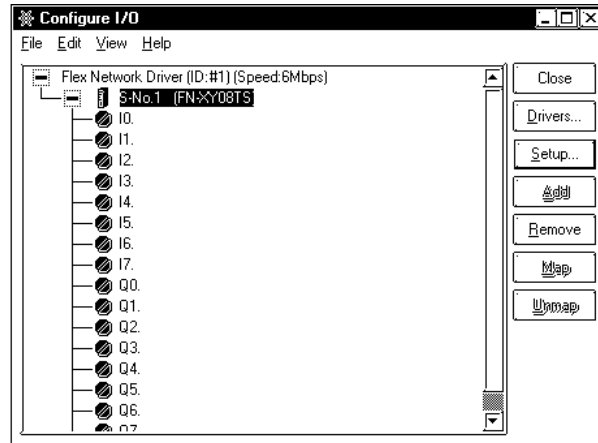 Configure I/O
File Edit View Help
Flex Network Driver (ID:#1) (Speed:6Mbps)
S-No.1 (FN-XY08TS)
I0.
I1.
I2.
I3.
I4.
I5.
I6.
I7.
Q0.
Q1.
Q2.
Q3.
Q4.
Q5.
Q6.
Q7.
Close
Drivers...
Setup...
Add
Remove
Map
Unmap